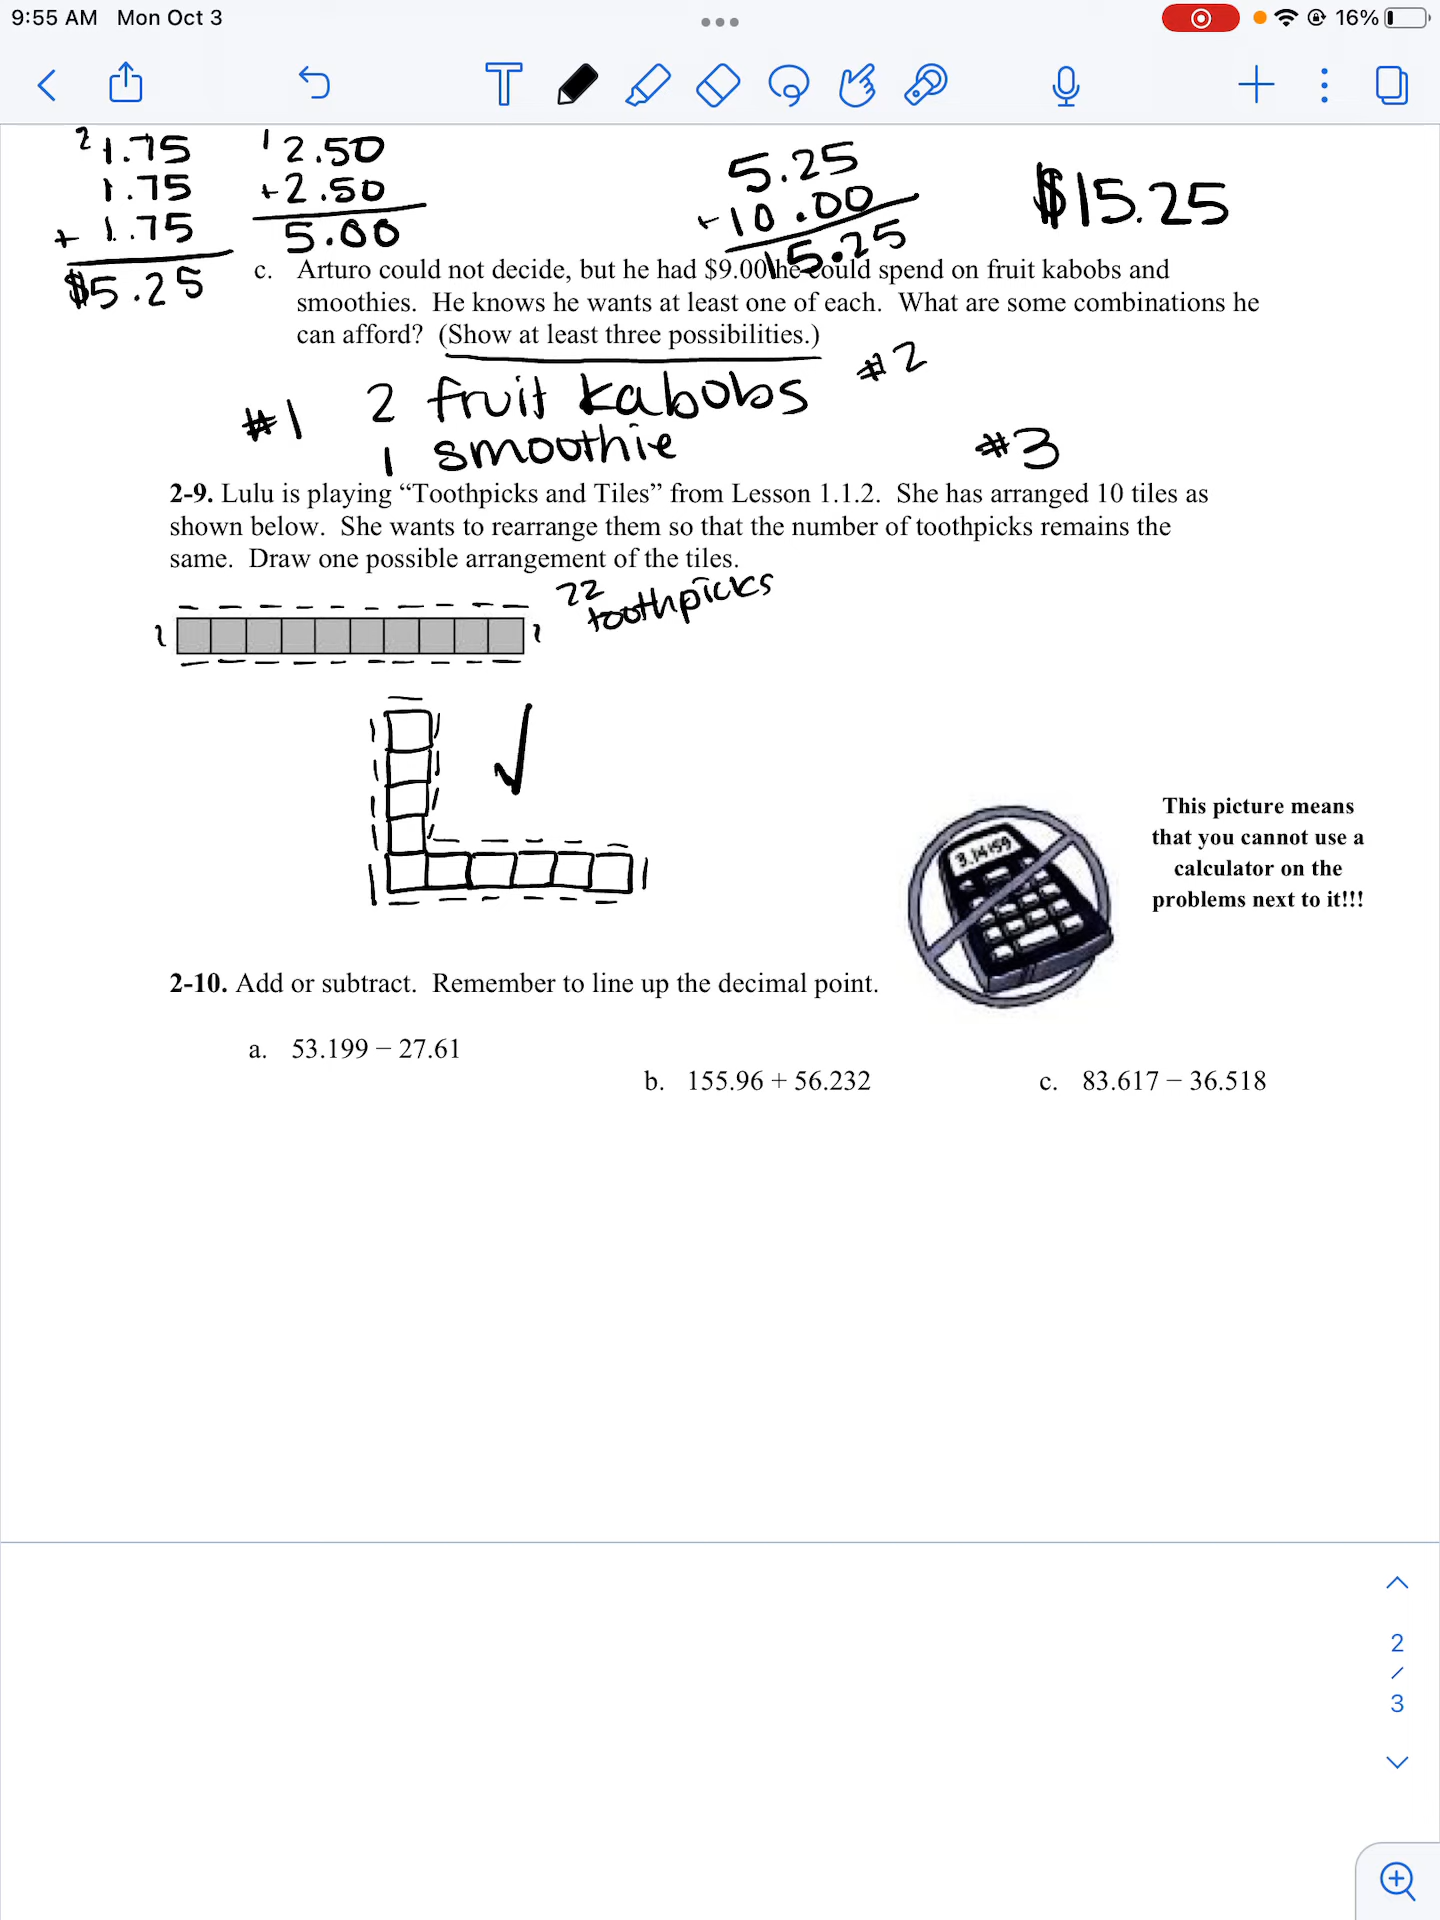 9:55 AM Mon Oct 3
16%
2 1.75
1.75
+ 1.75
$5.25
1 2.50
+2.50
5.00
5.25
+10.00
15.25
$15.25
c. Arturo could not decide, but he had $9.00 he could spend on fruit kabobs and
smoothies. He knows he wants at least one of each. What are some combinations he
can afford? (Show at least three possibilities.)
#1 2 fruit kabobs
1 smoothie
#2
#3
2-9. Lulu is playing “Toothpicks and Tiles” from Lesson 1.1.2. She has arranged 10 tiles as
shown below. She wants to rearrange them so that the number of toothpicks remains the
same. Draw one possible arrangement of the tiles.
22
toothpicks
3.14159
This picture means
that you cannot use a
calculator on the
problems next to it!!!
2-10. Add or subtract. Remember to line up the decimal point.
a. 53.199 − 27.61
b. 155.96 + 56.232
c. 83.617 − 36.518
2
/
3